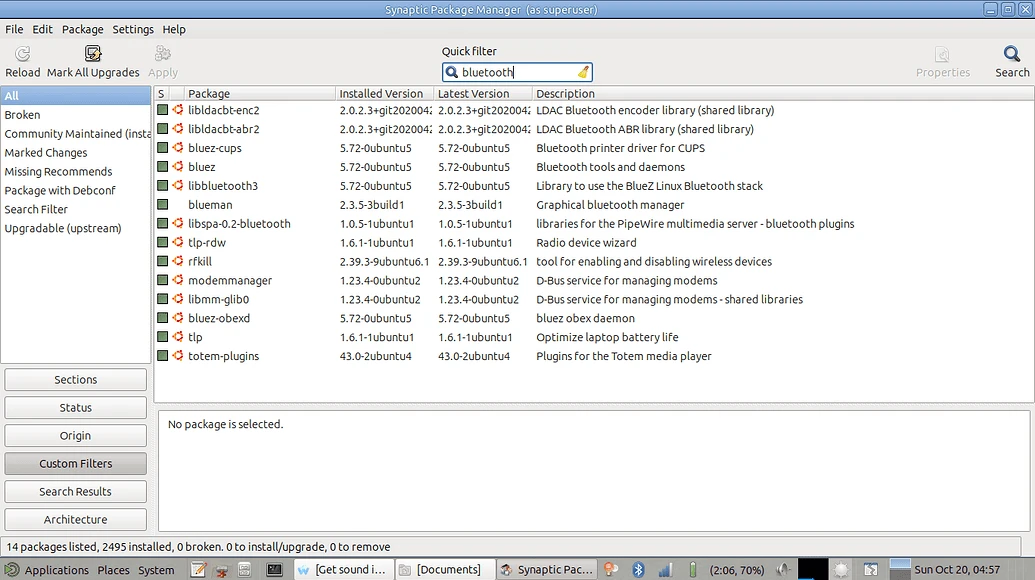 Synaptic Package Manager (as superuser)
File Edit Package Settings Help
Quick filter
Reload Mark All Upgrades Apply bluetooth Properties Search
All
Broken
Community Maintained (insta
Marked Changes
Missing Recommends
Package with Debconf
Search Filter
Upgradable (upstream)
Sections
Status
Origin
Custom Filters
Search Results
Architecture
S Package Installed Version Latest Version Description
libldacbt-enc2 2.0.2.3+git2020042 2.0.2.3+git2020042 LDAC Bluetooth encoder library (shared library)
libldacbt-abr2 2.0.2.3+git2020042 2.0.2.3+git2020042 LDAC Bluetooth ABR library (shared library)
bluez-cups 5.72-0ubuntu5 5.72-0ubuntu5 Bluetooth printer driver for CUPS
bluez 5.72-0ubuntu5 5.72-0ubuntu5 Bluetooth tools and daemons
libbluetooth3 5.72-0ubuntu5 5.72-0ubuntu5 Library to use the BlueZ Linux Bluetooth stack
blueman 2.3.5-3build1 2.3.5-3build1 Graphical bluetooth manager
libspa-0.2-bluetooth 1.0.5-1ubuntu1 1.0.5-1ubuntu1 libraries for the PipeWire multimedia server - bluetooth plugins
tlp-rdw 1.6.1-1ubuntu1 1.6.1-1ubuntu1 Radio device wizard
rfkill 2.39.3-9ubuntu6.1 2.39.3-9ubuntu6.1 tool for enabling and disabling wireless devices
modemmanager 1.23.4-0ubuntu2 1.23.4-0ubuntu2 D-Bus service for managing modems
libmm-glib0 1.23.4-0ubuntu2 1.23.4-0ubuntu2 D-Bus service for managing modems - shared libraries
bluez-obexd 5.72-0ubuntu5 5.72-0ubuntu5 bluez obex daemon
tlp 1.6.1-1ubuntu1 1.6.1-1ubuntu1 Optimize laptop battery life
totem-plugins 43.0-2ubuntu4 43.0-2ubuntu4 Plugins for the Totem media player
No package is selected.
14 packages listed, 2495 installed, 0 broken. 0 to install/upgrade, 0 to remove
Applications Places System [Get sound i... [Documents] Synaptic Pac... (2:06, 70%) Sun Oct 20, 04:57